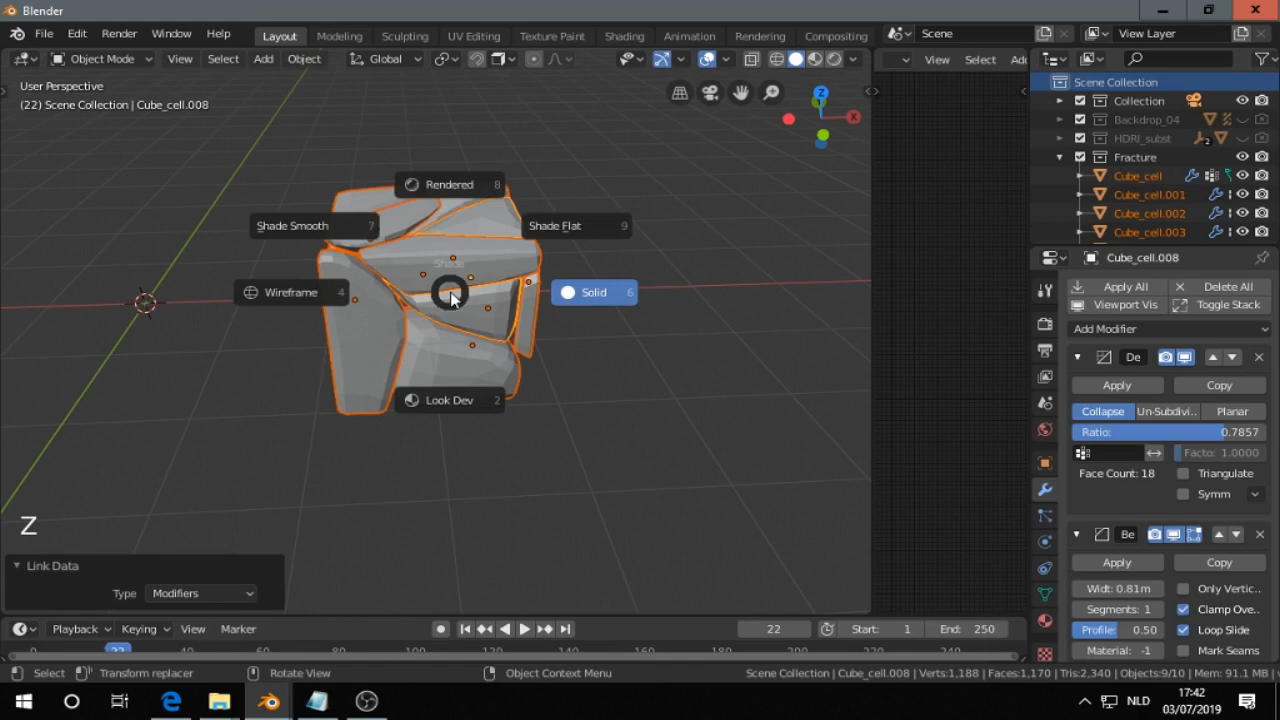 Blender
File Edit Render Window Help Layout Modeling Sculpting UV Editing Texture Paint Shading Animation Rendering Compositing Scene View Layer
Object Mode View Select Add Object Global View Select
User Perspective
(22) Scene Collection | Cube_cell.008
Z
X
Scene Collection
Collection
Backdrop_04
HDRI_subst 2
Fracture
Cube_cell
Cube_cell.001
Cube_cell.002
Cube_cell.003
Rendered 8
Shade Smooth 7
Shade Flat 9
Shade
Wireframe 4
Solid 6
Look Dev 2
Z
Link Data
Type Modifiers
Cube_cell.008
Apply All Delete All
Viewport Vis Toggle Stack
Add Modifier
De
Apply Copy
Collapse Un-Subdivi.. Planar
Ratio: 0.7857
Facto: 1.0000
Face Count: 18 Triangulate
Symm
Be
Apply Copy
Widt: 0.81m Only Vertic..
Segments: 1 Clamp Ove..
Profile: 0.50 Loop Slide
Material: -1 Mark Seams
Playback Keying View Marker 22 Start: 1 End: 250
Select Transform replacer Rotate View Object Context Menu Scene Collection | Cube_cell.008 | Verts:1,188 | Faces:1,170 | Tris:2,340 | Objects:9/10 | Mem: 91.1 MB
NLD
17:42
03/07/2019